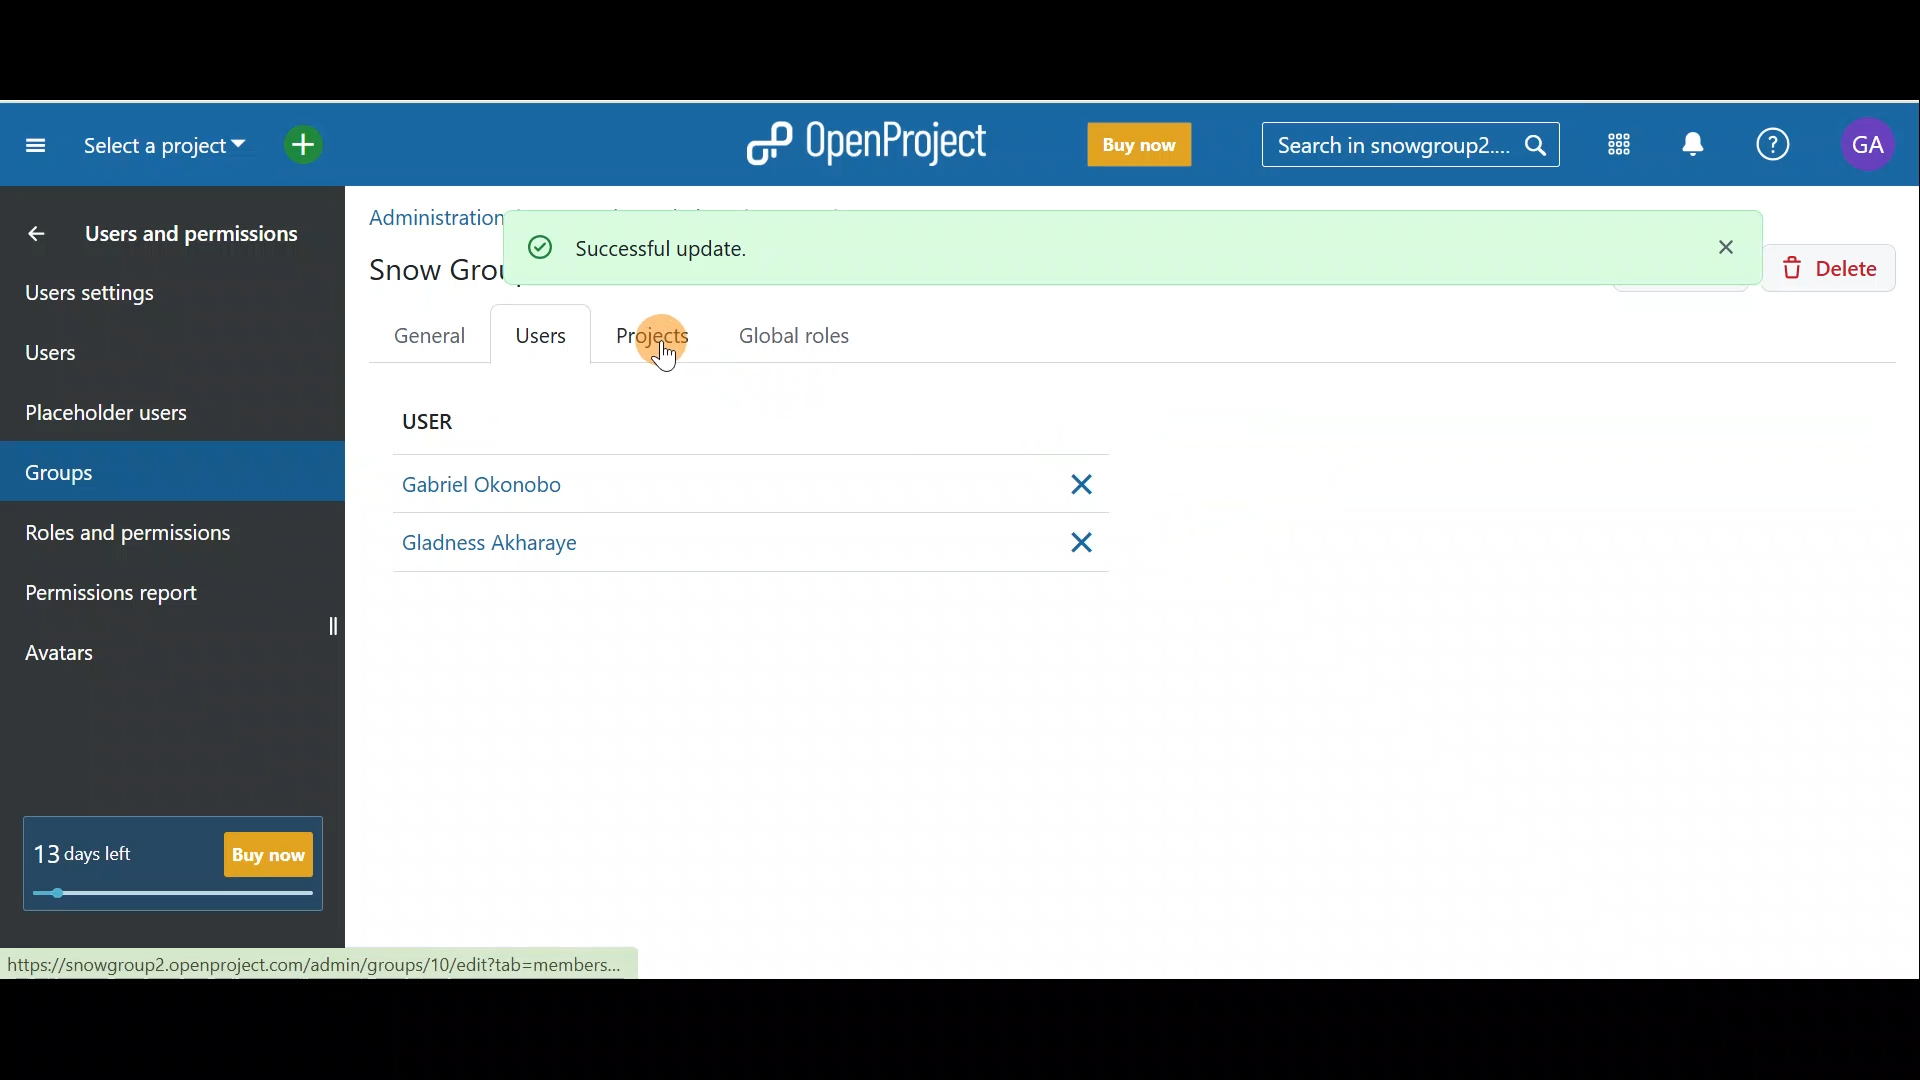 Select a project
OpenProject
Buy now
Search in snowgroup2....
GA
Users and permissions
Users settings
Users
Placeholder users
Groups
Roles and permissions
Permissions report
Avatars
13 days left
Buy now
Administration
Successful update.
Snow
Delete
General
Users
Projects
Global roles
USER
Gabriel Okonobo
Gladness Akharaye
https://snowgroup2.openproject.com/admin/groups/10/edit?tab=members...